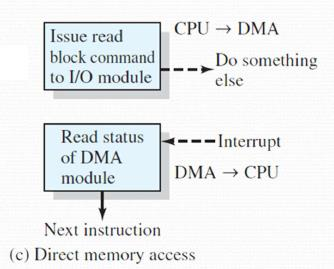 Issue read
block command
to I/O module
CPU → DMA
Do something
else
Read status
of DMA
module
Interrupt
DMA → CPU
Next instruction
(c) Direct memory access